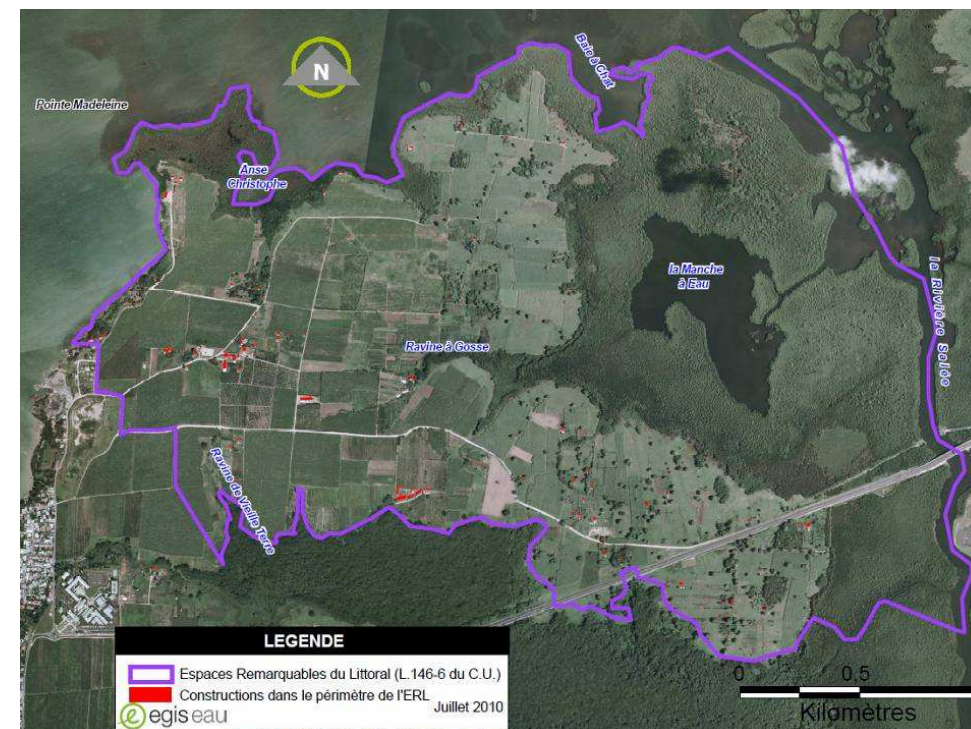 N
Baie à Chat
Pointe Madeleine
Anse
Christophe
la Manche
à Eau
la Rivière Salée
Ravine à Gosse
Ravine de Vieille Terre
LEGENDE
Espaces Remarquables du Littoral (L.146-6 du C.U.)
Constructions dans le périmètre de l'ERL
Juillet 2010
egis eau
0 0,5
Kilomètres